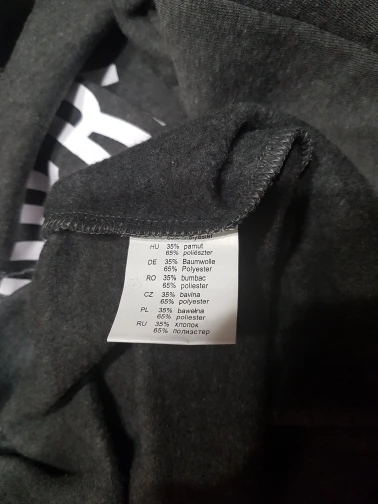 HU 35% pamut
65% poliészter
DE 35% Baumwolle
65% Polyester
RO 35% bumbac
65% poliester
CZ 35% bavlna
65% polyester
PL 35% bawełna
65% poliester
RU 35% хлопок
65% полиэстер